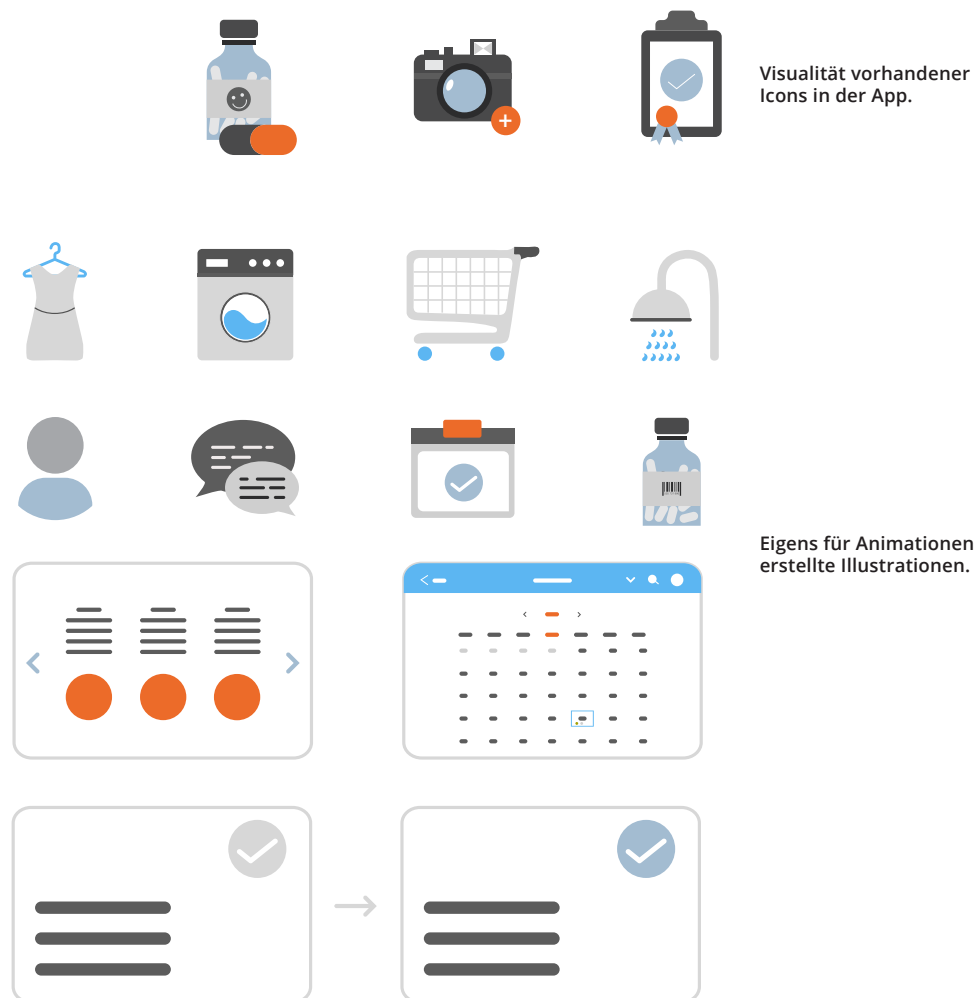 Visualität vorhandener
Icons in der App.
Eigens für Animationen
erstellte Illustrationen.